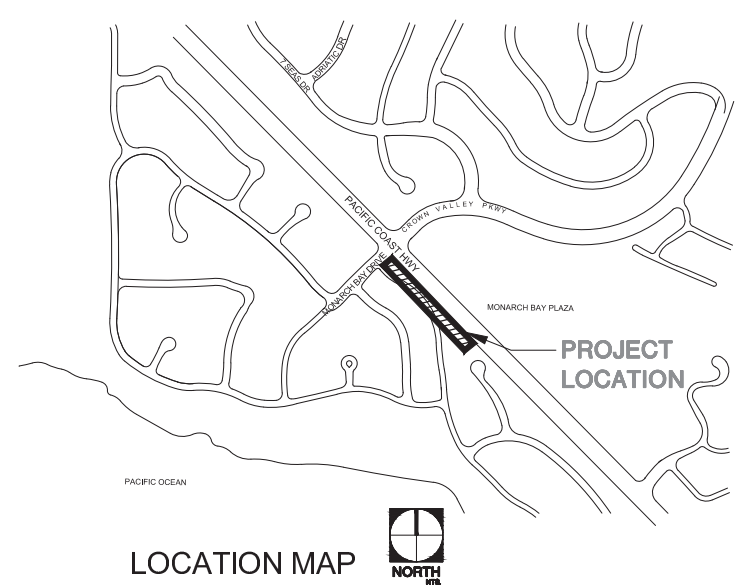 7 SEAS DR
ADRIATIC DR
PACIFIC COAST HWY
CROWN VALLEY PKWY
MONARCH BAY DRIVE
MONARCH BAY PLAZA
PROJECT
LOCATION
PACIFIC OCEAN
LOCATION MAP
NORTH
NTS.